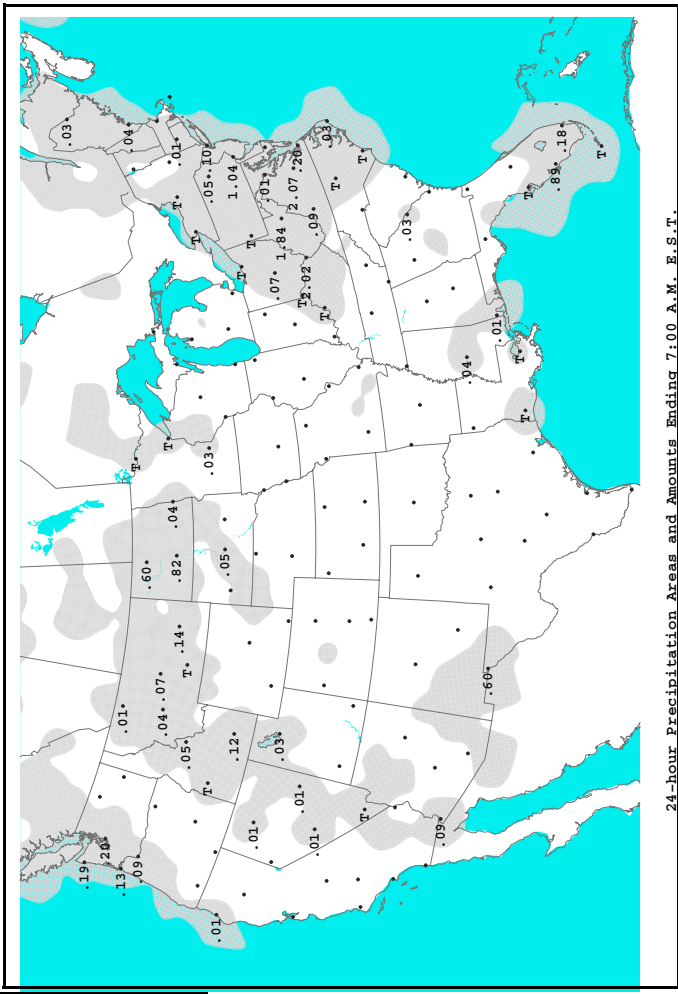 .03
.19
.20
.13
.01
.04
T
.09
.60
.04
.07
T
.04
.82
T
.01
.14
.05
T
T
T
.10
.03
.05
.01
.05
.12
1.04
T
T
.01
.01
.07
.03
1.84
2.07
.20
.01
T
2.02
.01
.09
T
.03
T
T
T
.03
.09
.04
.60
.01
T
T
T
.89
.18
T
24-hour Precipitation Areas and Amounts Ending 7:00 A.M. E.S.T.